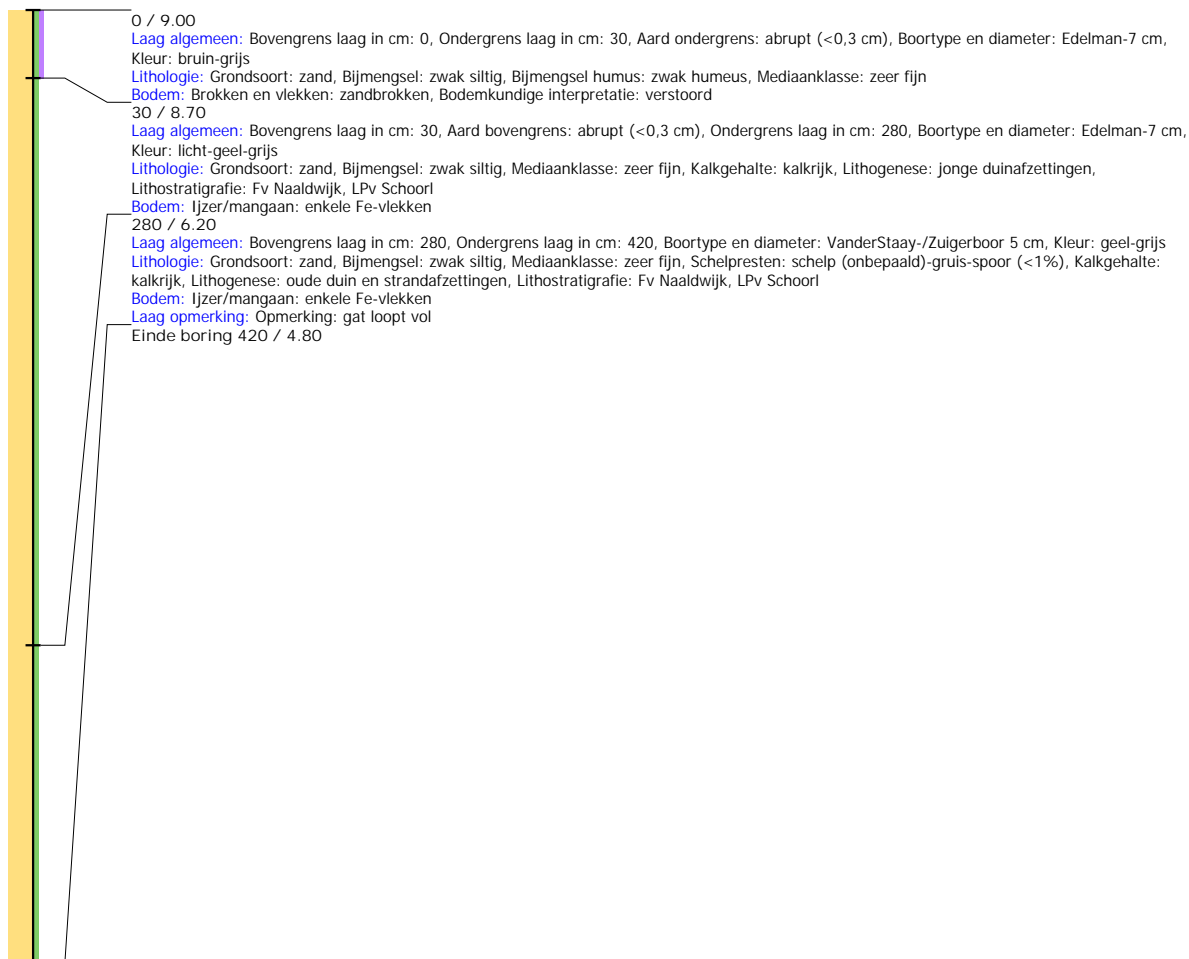 0 / 9.00
Laag algemeen: Bovengrens laag in cm: 0, Ondergrens laag in cm: 30, Aard ondergrens: abrupt (<0,3 cm), Boortype en diameter: Edelman-7 cm,
Kleur: bruin-grijs
Lithologie: Grondsoort: zand, Bijmengsel: zwak siltig, Bijmengsel humus: zwak humeus, Mediaanklasse: zeer fijn
Bodem: Brokken en vlekken: zandbrokken, Bodemkundige interpretatie: verstoord
30 / 8.70
Laag algemeen: Bovengrens laag in cm: 30, Aard bovengrens: abrupt (<0,3 cm), Ondergrens laag in cm: 280, Boortype en diameter: Edelman-7 cm,
Kleur: licht-geel-grijs
Lithologie: Grondsoort: zand, Bijmengsel: zwak siltig, Mediaanklasse: zeer fijn, Kalkgehalte: kalkrijk, Lithogenese: jonge duinafzettingen,
Lithostratigrafie: Fv Naaldwijk, LPv Schoorl
Bodem: Ijzer/mangaan: enkele Fe-vlekken
280 / 6.20
Laag algemeen: Bovengrens laag in cm: 280, Ondergrens laag in cm: 420, Boortype en diameter: VanderStaay-/Zuigerboor 5 cm, Kleur: geel-grijs
Lithologie: Grondsoort: zand, Bijmengsel: zwak siltig, Mediaanklasse: zeer fijn, Schelpresten: schelp (onbepaald)-gruis-spoor (<1%), Kalkgehalte:
kalkrijk, Lithogenese: oude duin en strandafzettingen, Lithostratigrafie: Fv Naaldwijk, LPv Schoorl
Bodem: Ijzer/mangaan: enkele Fe-vlekken
Laag opmerking: Opmerking: gat loopt vol
Einde boring 420 / 4.80